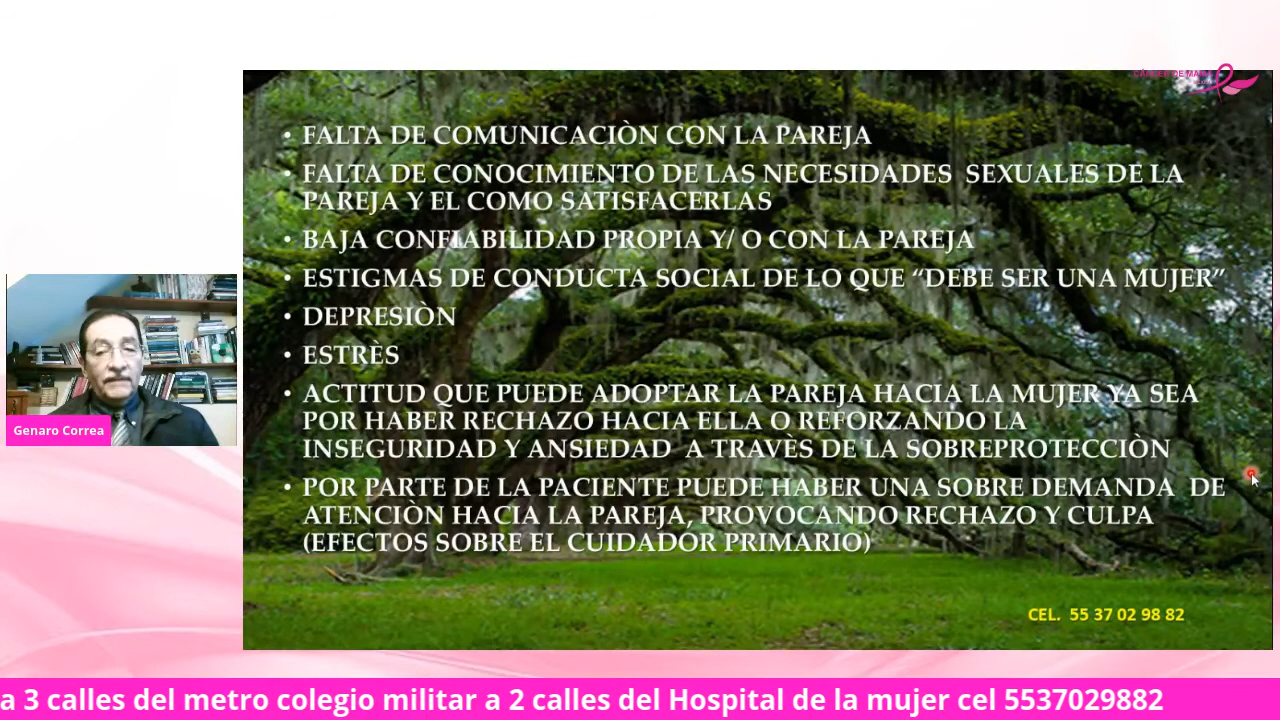 CÁNCER DE MAMA
• FALTA DE COMUNICACIÒN CON LA PAREJA
• FALTA DE CONOCIMIENTO DE LAS NECESIDADES SEXUALES DE LA
PAREJA Y EL COMO SATISFACERLAS
• BAJA CONFIABILIDAD PROPIA Y/ O CON LA PAREJA
• ESTIGMAS DE CONDUCTA SOCIAL DE LO QUE “DEBE SER UNA MUJER”
• DEPRESIÒN
• ESTRÈS
• ACTITUD QUE PUEDE ADOPTAR LA PAREJA HACIA LA MUJER YA SEA
POR HABER RECHAZO HACIA ELLA O REFORZANDO LA
INSEGURIDAD Y ANSIEDAD A TRAVÈS DE LA SOBREPROTECCIÒN
• POR PARTE DE LA PACIENTE PUEDE HABER UNA SOBRE DEMANDA DE
ATENCIÒN HACIA LA PAREJA, PROVOCANDO RECHAZO Y CULPA
(EFECTOS SOBRE EL CUIDADOR PRIMARIO)
Genaro Correa
CEL. 55 37 02 98 82
a 3 calles del metro colegio militar a 2 calles del Hospital de la mujer cel 5537029882